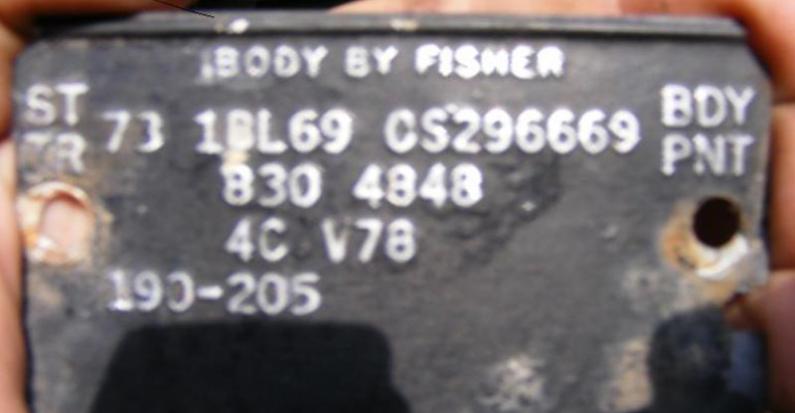 BODY BY FISHER
ST 73 1BL69 CS296669 BDY
TR PNT
830 4848
4C V78
190-205